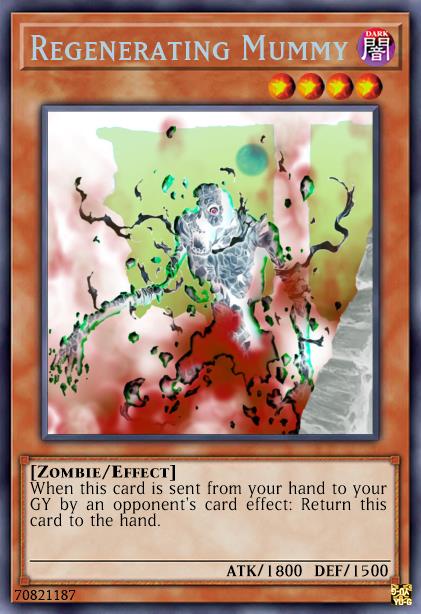 REGENERATING MUMMY
DARK
闇
[ZOMBIE/EFFECT]
When this card is sent from your hand to your
GY by an opponent's card effect: Return this
card to the hand.
ATK/1800 DEF/1500
70821187